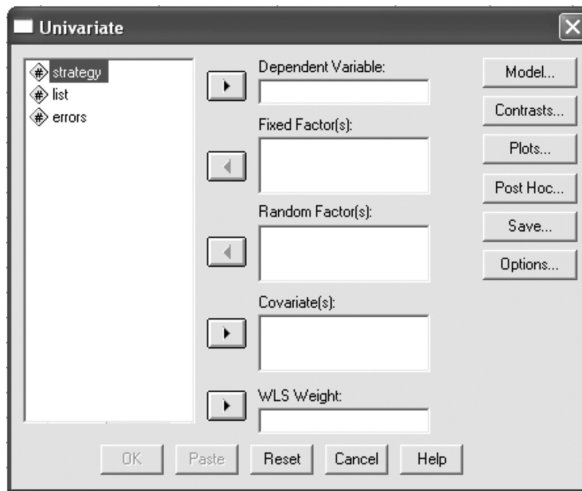 Univariate
strategy
list
errors
Dependent Variable:
Fixed Factor(s):
Random Factor(s):
Covariate(s):
WLS Weight:
Model...
Contrasts...
Plots...
Post Hoc...
Save...
Options...
OK Paste Reset Cancel Help